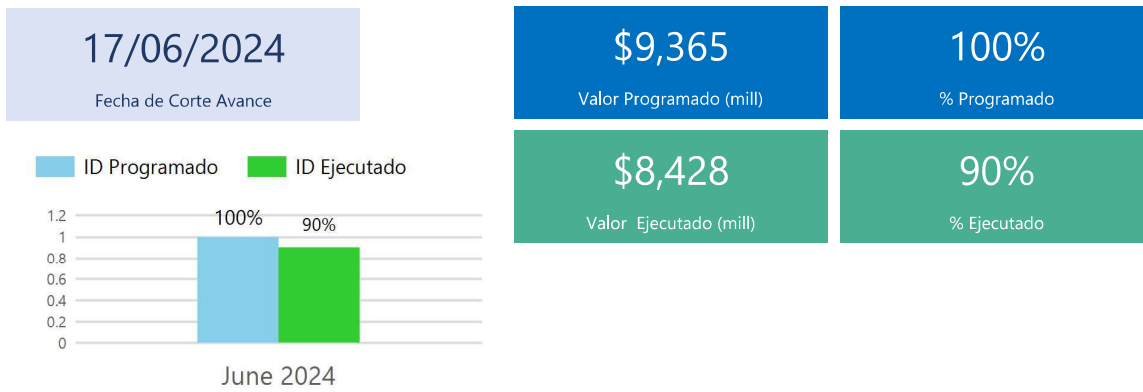 17/06/2024
Fecha de Corte Avance
$9,365
Valor Programado (mill)
100%
% Programado
$8,428
Valor Ejecutado (mill)
90%
% Ejecutado
ID Programado
ID Ejecutado
1.2
1
0.8
0.6
0.4
0.2
0
100%
90%
June 2024